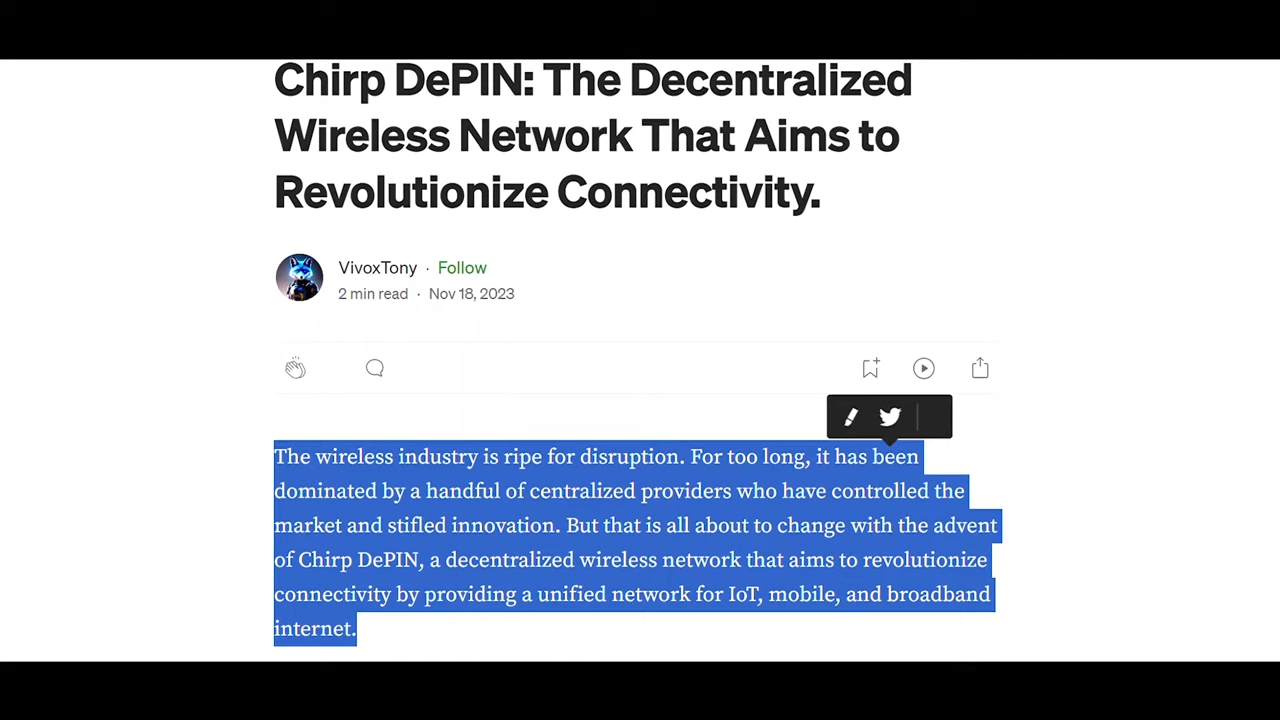 Chirp DePIN: The Decentralized
Wireless Network That Aims to
Revolutionize Connectivity.
VivoxTony · Follow
2 min read · Nov 18, 2023
The wireless industry is ripe for disruption. For too long, it has been
dominated by a handful of centralized providers who have controlled the
market and stifled innovation. But that is all about to change with the advent
of Chirp DePIN, a decentralized wireless network that aims to revolutionize
connectivity by providing a unified network for IoT, mobile, and broadband
internet.